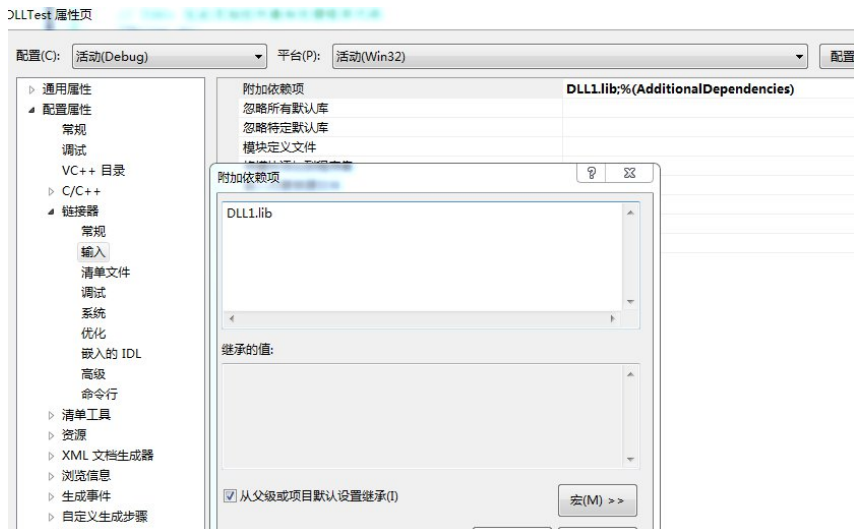 DLLTest 属性页
配置(C): 活动(Debug) 平台(P): 活动(Win32) 配置
通用属性
配置属性
常规
调试
VC++ 目录
C/C++
链接器
常规
输入
清单文件
调试
系统
优化
嵌入的 IDL
高级
命令行
清单工具
资源
XML 文档生成器
浏览信息
生成事件
自定义生成步骤
附加依赖项 DLL1.lib;%(AdditionalDependencies)
忽略所有默认库
忽略特定默认库
模块定义文件
附加依赖项
DLL1.lib
继承的值:
从父级或项目默认设置继承(I)
宏(M) >>